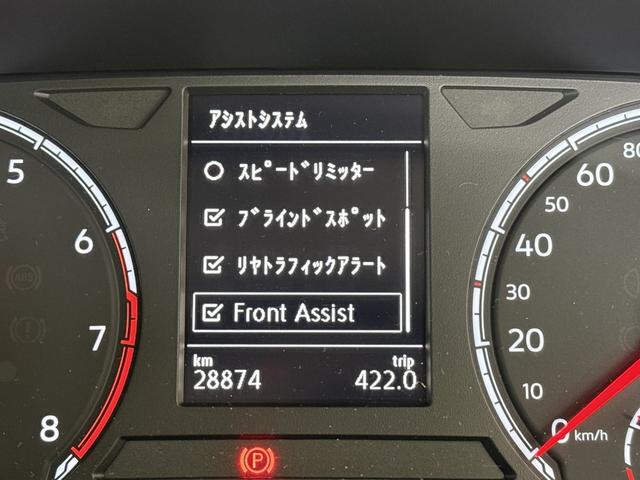 アシストシステム
スピードリミッター
ブラインドスポット
リヤトラフィックアラート
Front Assist
km
28874
trip
422.0
5
6
7
8
80
60
50
40
30
20
10
0 km/h
ABS
P